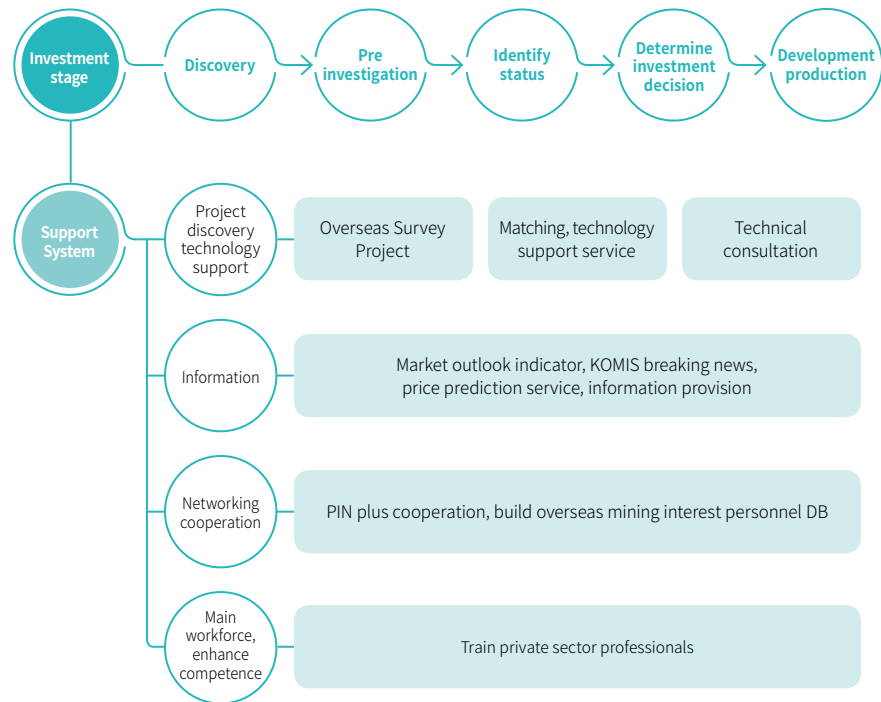 Investment
stage
Discovery
Pre
investigation
Identify
status
Determine
investment
decision
Development
production
Support
System
Project
discovery
technology
support
Overseas Survey
Project
Matching, technology
support service
Technical
consultation
Information
Market outlook indicator, KOMIS breaking news,
price prediction service, information provision
Networking
cooperation
PIN plus cooperation, build overseas mining interest personnel DB
Main
workforce,
enhance
competence
Train private sector professionals